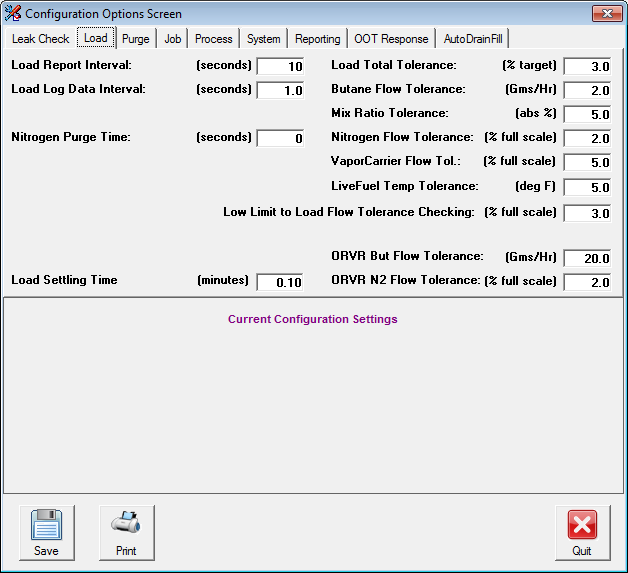 Configuration Options Screen
Leak Check Load Purge Job Process System Reporting OOT Response AutoDrainFill
Load Report Interval: (seconds) 10 Load Total Tolerance: (% target) 3.0
Load Log Data Interval: (seconds) 1.0 Butane Flow Tolerance: (Gms/Hr) 2.0
Mix Ratio Tolerance: (abs %) 5.0
Nitrogen Purge Time: (seconds) 0 Nitrogen Flow Tolerance: (% full scale) 2.0
VaporCarrier Flow Tol.: (% full scale) 5.0
LiveFuel Temp Tolerance: (deg F) 5.0
Low Limit to Load Flow Tolerance Checking: (% full scale) 3.0
ORVR But Flow Tolerance: (Gms/Hr) 20.0
Load Settling Time (minutes) 0.10 ORVR N2 Flow Tolerance: (% full scale) 2.0
Current Configuration Settings
Save Print Quit